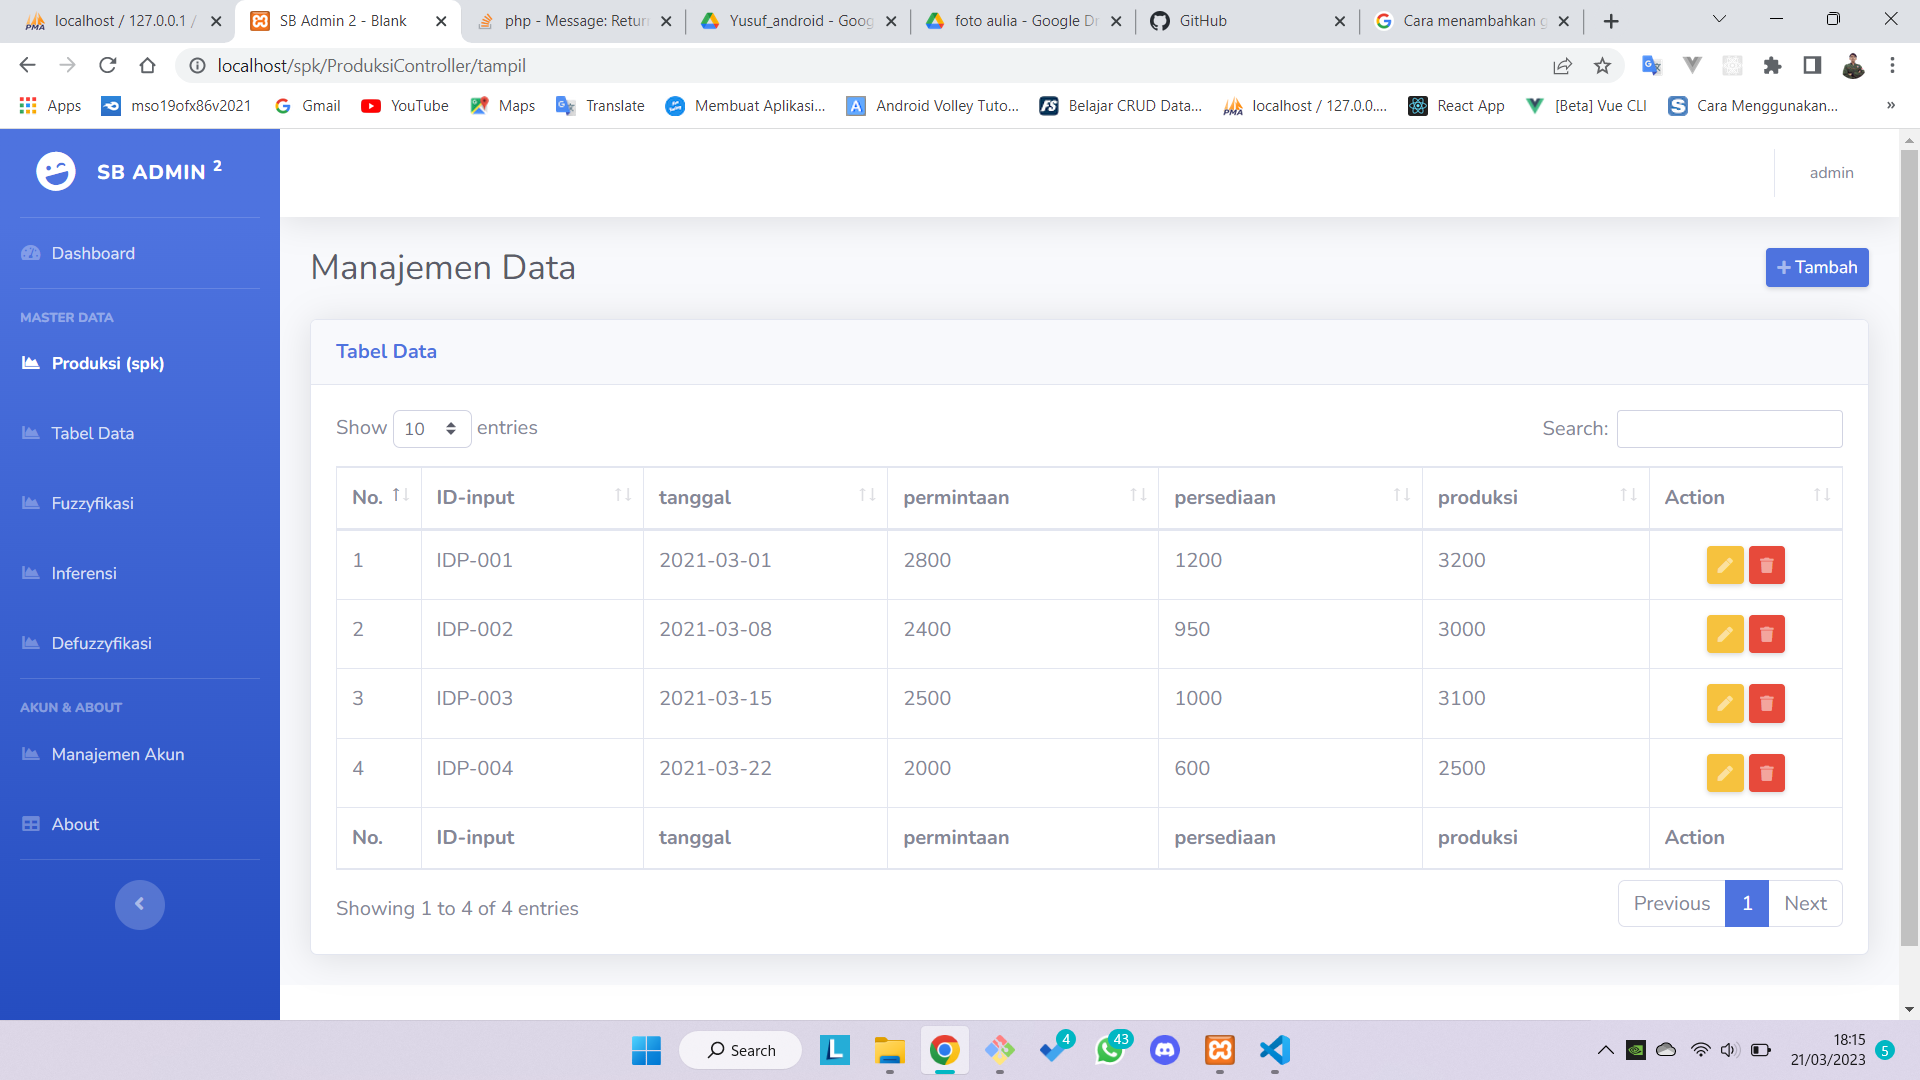 localhost / 127.0.0.1 /
SB Admin 2 - Blank
php - Message: Retur
Yusuf_android - Goog
foto aulia - Google Dr
GitHub
Cara menambahkan g
localhost/spk/ProduksiController/tampil
Apps
mso19ofx86v2021
Gmail
YouTube
Maps
Translate
Membuat Aplikasi...
Android Volley Tuto...
Belajar CRUD Data...
localhost / 127.0.0....
React App
[Beta] Vue CLI
Cara Menggunakan...
»
SB ADMIN 2
admin
Dashboard
MASTER DATA
Produksi (spk)
Tabel Data
Fuzzyfikasi
Inferensi
Defuzzyfikasi
AKUN & ABOUT
Manajemen Akun
About
Manajemen Data
+ Tambah
Tabel Data
Show 10 entries
Search:
No. ID-input tanggal permintaan persediaan produksi Action
1 IDP-001 2021-03-01 2800 1200 3200
2 IDP-002 2021-03-08 2400 950 3000
3 IDP-003 2021-03-15 2500 1000 3100
4 IDP-004 2021-03-22 2000 600 2500
No. ID-input tanggal permintaan persediaan produksi Action
Showing 1 to 4 of 4 entries
Previous 1 Next
Search
L
4
43
18:15
21/03/2023
5